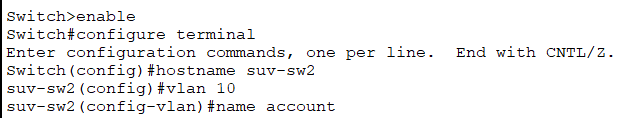 Switch>enable
Switch#configure terminal
Enter configuration commands, one per line.  End with CNTL/Z.
Switch(config)#hostname suv-sw2
suv-sw2(config)#vlan 10
suv-sw2(config-vlan)#name account